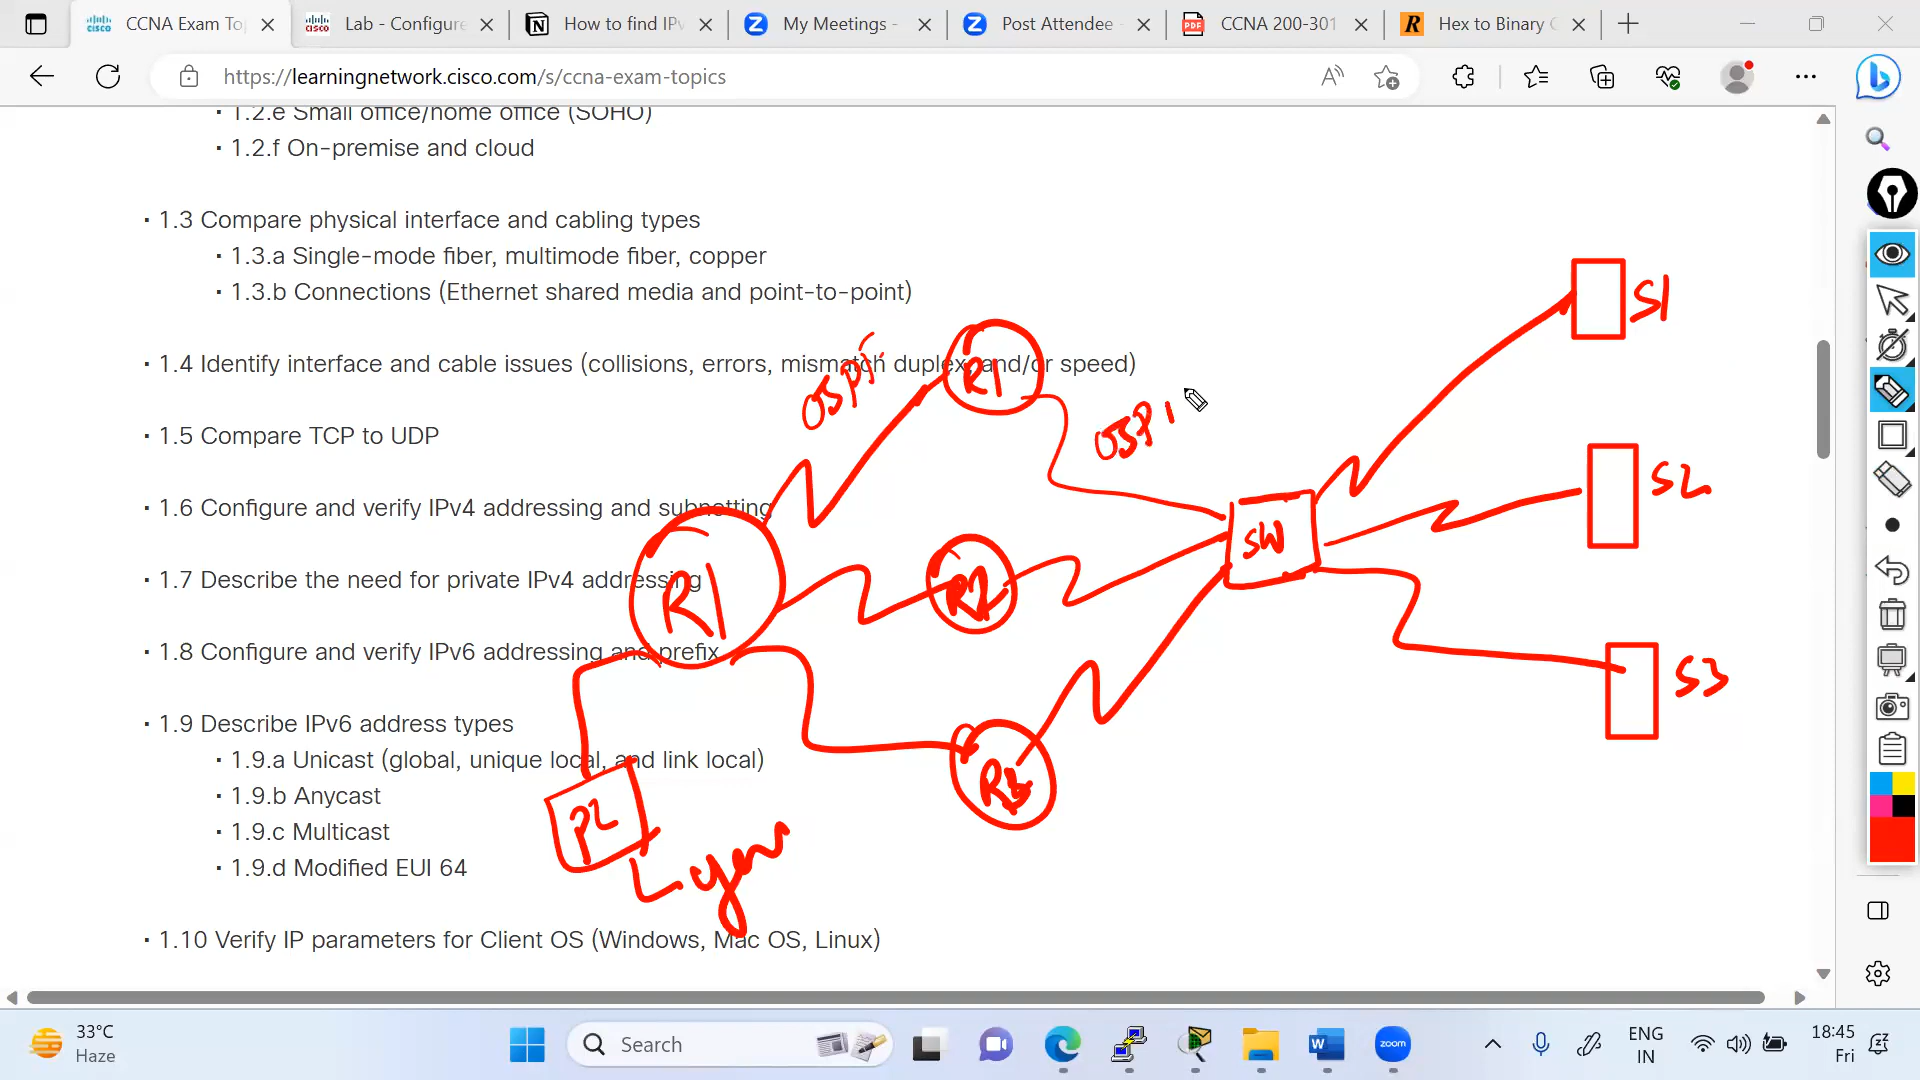 CCNA Exam To
Lab - Configure
How to find IPv
My Meetings -
Post Attendee -
CCNA 200-301
Hex to Binary C
https://learningnetwork.cisco.com/s/ccna-exam-topics
1.2.e Small office/home office (SOHO)
1.2.f On-premise and cloud
1.3 Compare physical interface and cabling types
1.3.a Single-mode fiber, multimode fiber, copper
1.3.b Connections (Ethernet shared media and point-to-point)
1.4 Identify interface and cable issues (collisions, errors, mismatch duplex, and/or speed)
1.5 Compare TCP to UDP
1.6 Configure and verify IPv4 addressing and subnetting
1.7 Describe the need for private IPv4 addressing
1.8 Configure and verify IPv6 addressing and prefix
1.9 Describe IPv6 address types
1.9.a Unicast (global, unique local, and link local)
1.9.b Anycast
1.9.c Multicast
1.9.d Modified EUI 64
1.10 Verify IP parameters for Client OS (Windows, Mac OS, Linux)
OSPF
R1
OSP
S1
S2
SW
R1
R2
S3
R3
33°C
Haze
Search
zoom
ENG
IN
18:45
Fri